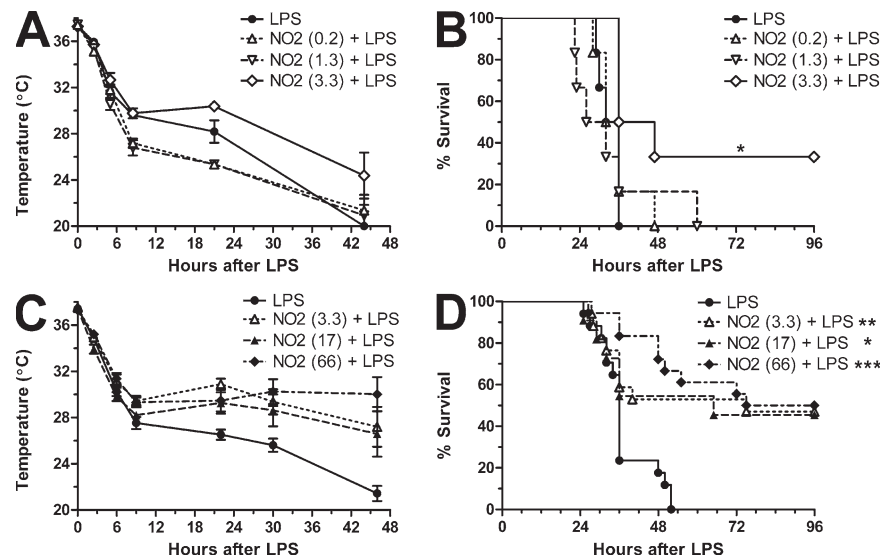 A
Temperature (°C)
36
32
28
24
20
0 6 12 18 24 30 36 42 48
Hours after LPS
LPS
NO2 (0.2) + LPS
NO2 (1.3) + LPS
NO2 (3.3) + LPS
B
% Survival
100
80
60
40
20
0
0 24 48 72 96
Hours after LPS
LPS
NO2 (0.2) + LPS
NO2 (1.3) + LPS
NO2 (3.3) + LPS
*
C
Temperature (°C)
36
32
28
24
20
0 6 12 18 24 30 36 42 48
Hours after LPS
LPS
NO2 (3.3) + LPS
NO2 (17) + LPS
NO2 (66) + LPS
D
% Survival
100
80
60
40
20
0
0 24 48 72 96
Hours after LPS
LPS
NO2 (3.3) + LPS **
NO2 (17) + LPS *
NO2 (66) + LPS ***